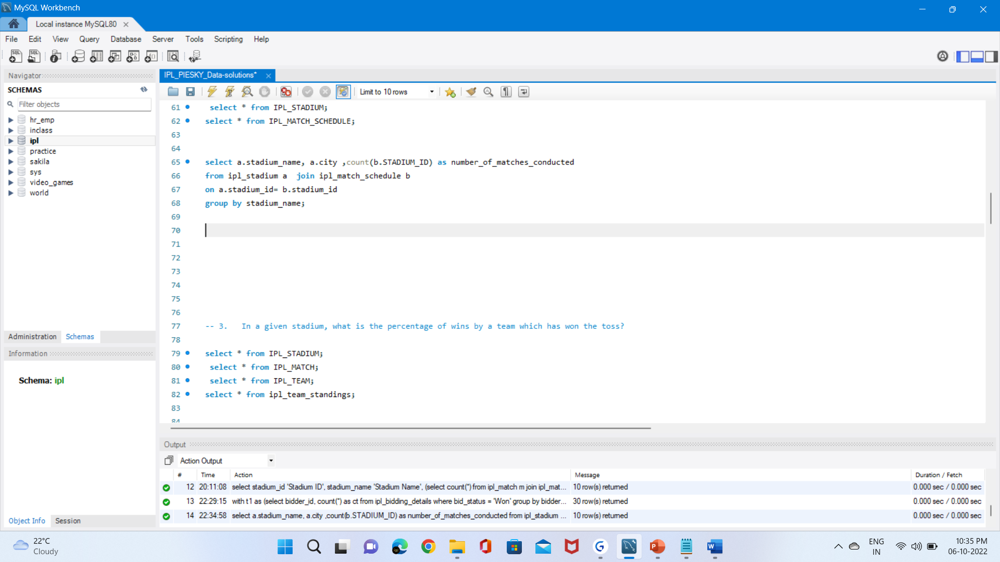 MySQL Workbench
Local instance MySQL80
File Edit View Query Database Server Tools Scripting Help
Navigator
SCHEMAS
Filter objects
hr_emp
inclass
ipl
practice
sakila
sys
video_games
world
Administration Schemas
Information
Schema: ipl
Object Info Session
IPL_PIESKY_Data-solutions*
Limit to 10 rows
61 select * from IPL_STADIUM;
62 select * from IPL_MATCH_SCHEDULE;
63
64
65 select a.stadium_name, a.city ,count(b.STADIUM_ID) as number_of_matches_conducted
66 from ipl_stadium a  join ipl_match_schedule b
67 on a.stadium_id= b.stadium_id
68 group by stadium_name;
69
70
71
72
73
74
75
76
77 -- 3.   In a given stadium, what is the percentage of wins by a team which has won the toss?
78
79 select * from IPL_STADIUM;
80 select * from IPL_MATCH;
81 select * from IPL_TEAM;
82 select * from ipl_team_standings;
83
84
Output
Action Output
# Time Action Message Duration / Fetch
12 20:11:08 select stadium_id 'Stadium ID', stadium_name 'Stadium Name', (select count(*) from ipl_match m join ipl_mat... 10 row(s) returned 0.000 sec / 0.000 sec
13 22:29:15 with t1 as (select bidder_id, count(*) as ct from ipl_bidding_details where bid_status = 'Won' group by bidder... 30 row(s) returned 0.000 sec / 0.000 sec
14 22:34:58 select a.stadium_name, a.city ,count(b.STADIUM_ID) as number_of_matches_conducted from ipl_stadium ... 10 row(s) returned 0.000 sec / 0.000 sec
22°C
Cloudy
ENG
IN
10:35 PM
06-10-2022